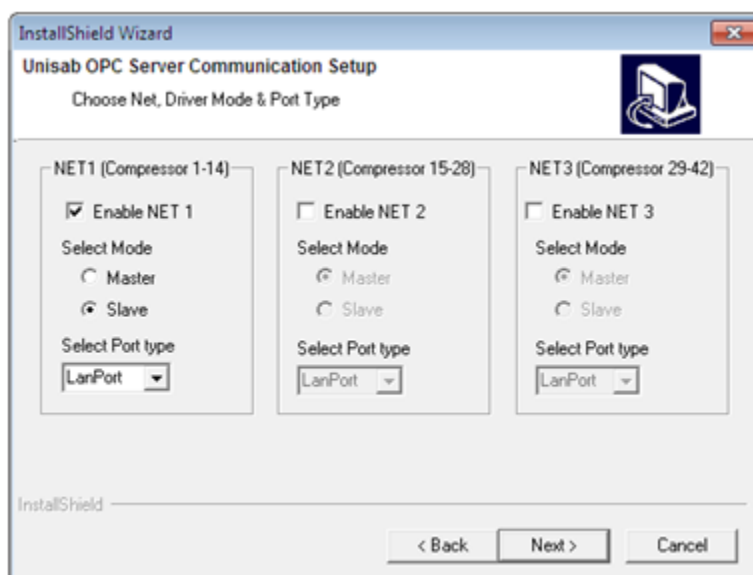 InstallShield Wizard
Unisab OPC Server Communication Setup
Choose Net, Driver Mode & Port Type
NET1 (Compressor 1-14)
Enable NET 1
Select Mode
Master
Slave
Select Port type
LanPort
NET2 (Compressor 15-28)
Enable NET 2
Select Mode
Master
Slave
Select Port type
LanPort
NET3 (Compressor 29-42)
Enable NET 3
Select Mode
Master
Slave
Select Port type
LanPort
InstallShield
< Back
Next >
Cancel